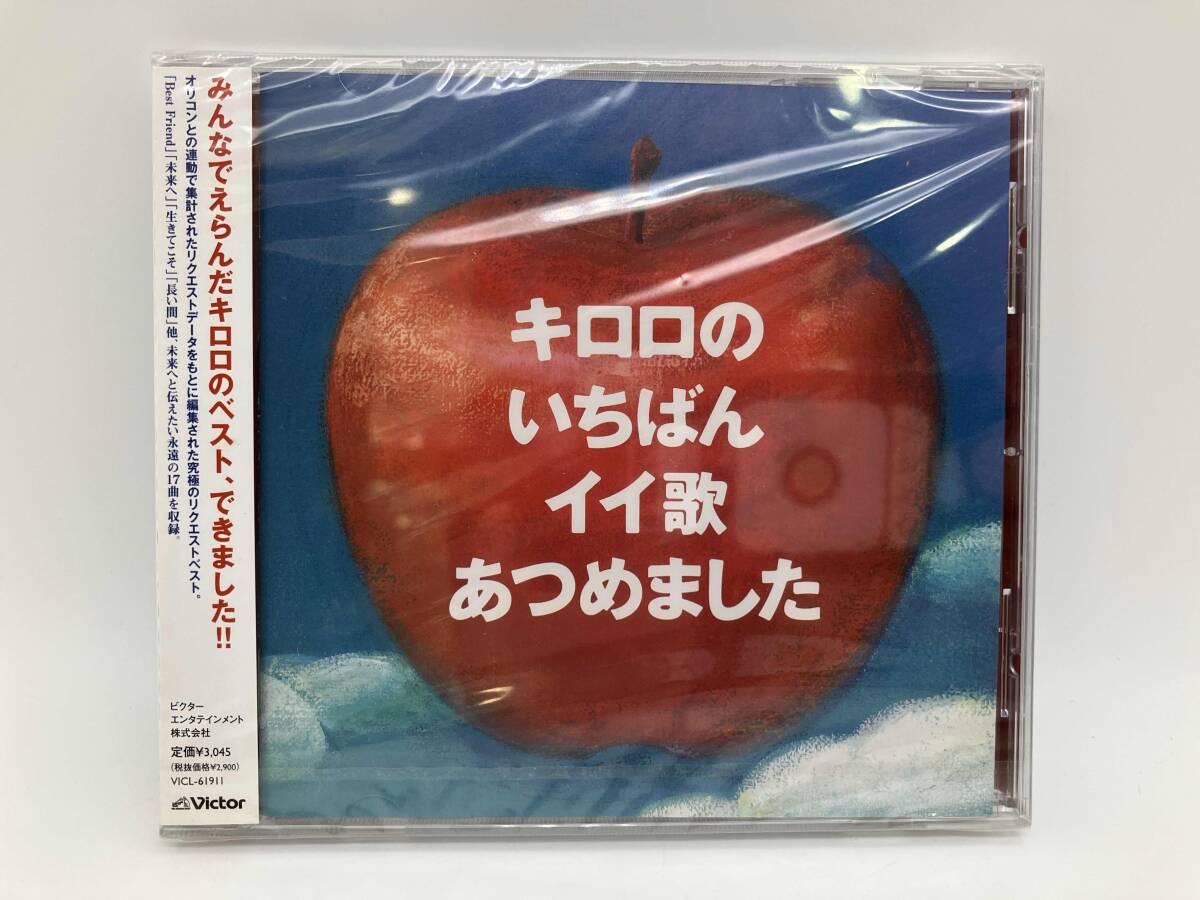 みんなでえらんだキロロのベスト、できました!!
オリコンとの連動で集計されたリクエストデータをもとに編集された究極のリクエストベスト。
「Best Friend」「未来へ」「生きてこそ」「長い間」他、未来へと伝えたい永遠の17曲を収録。
ビクター
エンタテインメント
株式会社
定価¥3,045
(税抜価格¥2,900)
VICL-61911
Victor
キロロの
いちばん
イイ歌
あつめました